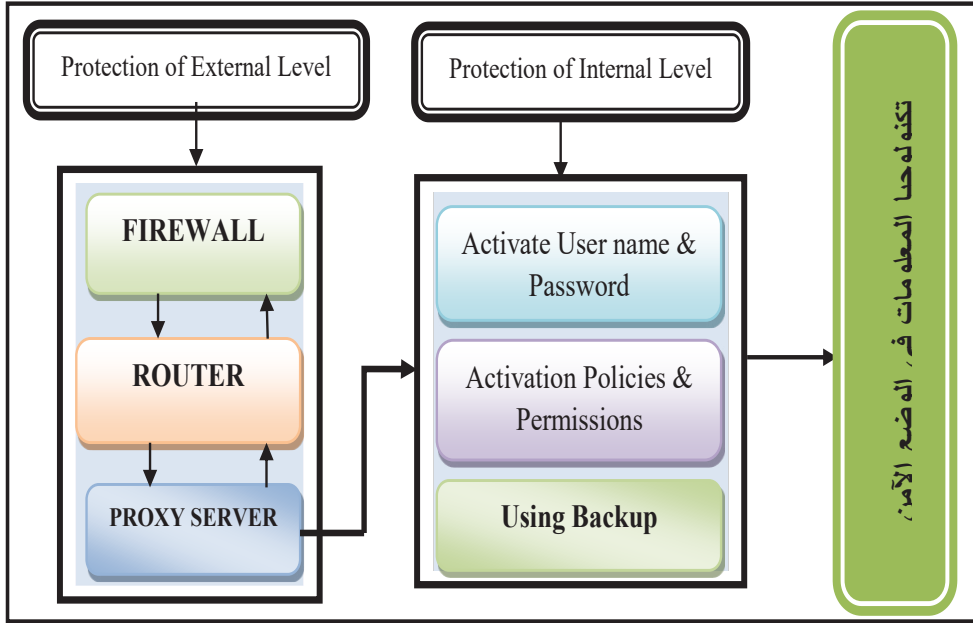 Protection of External Level
Protection of Internal Level
FIREWALL
ROUTER
PROXY SERVER
Activate User name &
Password
Activation Policies &
Permissions
Using Backup
تكنولوجيا المعلومات في الوضع الآمن